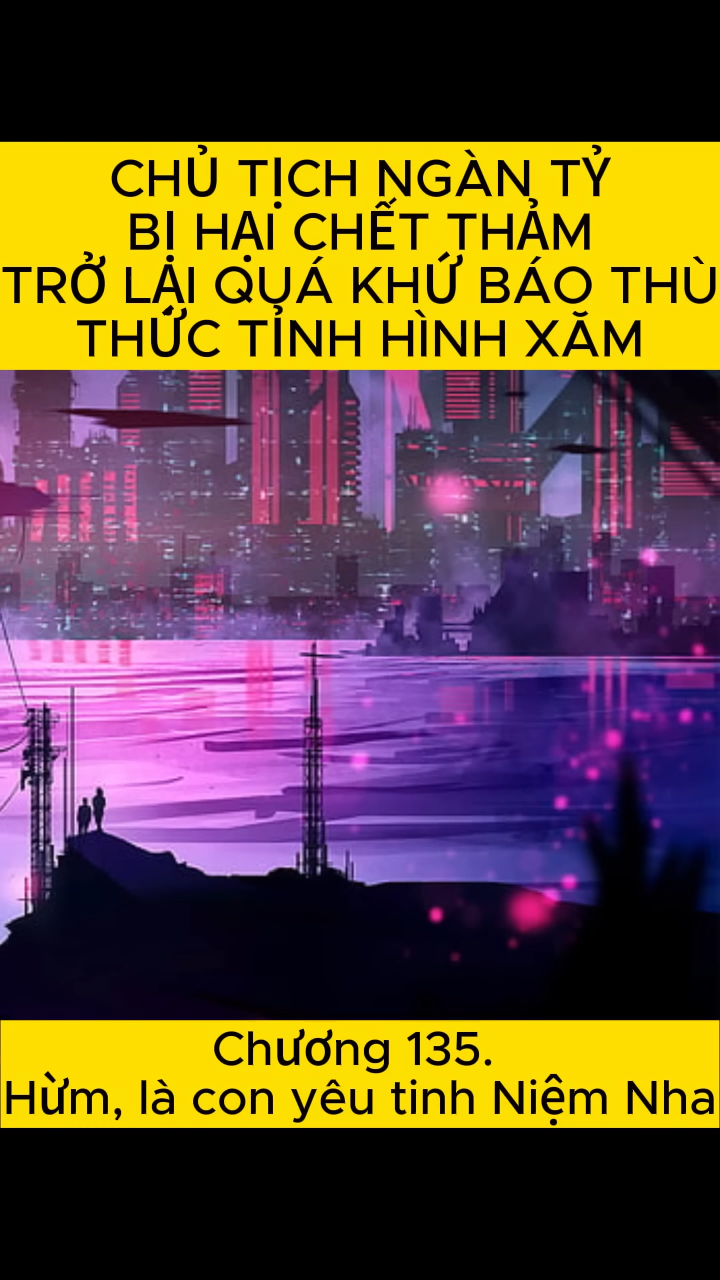 CHỦ TỊCH NGÀN TỶ
BỊ HẠI CHẾT THẢM
TRỞ LẠI QUÁ KHỨ BÁO THÙ
THỨC TỈNH HÌNH XĂM
Chương 135.
Hừm, là con yêu tinh Niệm Nha